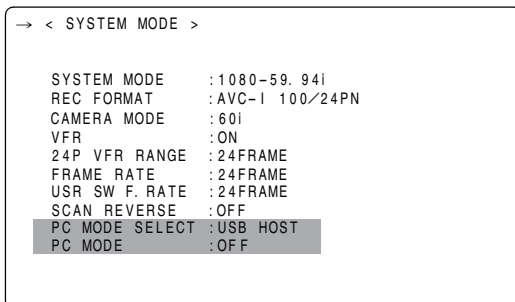 → < SYSTEM MODE >
SYSTEM MODE :1080-59.94i
REC FORMAT :AVC-I 100/24PN
CAMERA MODE :60i
VFR :ON
24P VFR RANGE :24FRAME
FRAME RATE :24FRAME
USR SW F.RATE :24FRAME
SCAN REVERSE :OFF
PC MODE SELECT :USB HOST
PC MODE :OFF